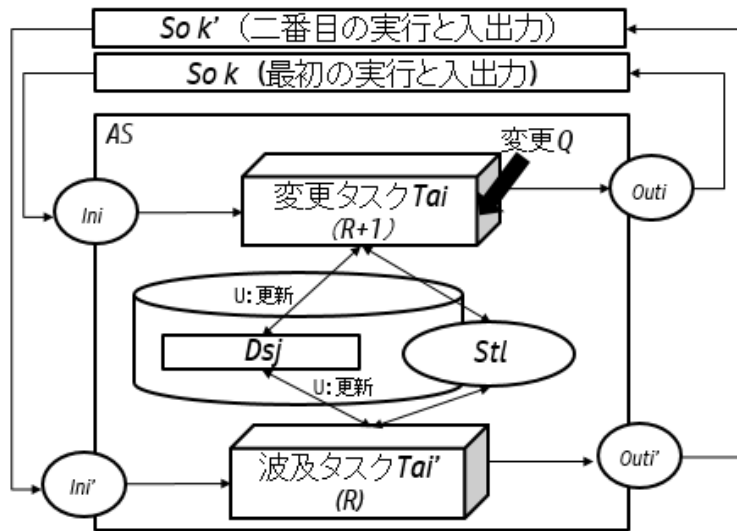 So k’ (二番目の実行と入出力)
So k (最初の実行と入出力)
AS
変更Q
変更タスクTai
(R+1)
Ini
Outi
U:更新
Dsj
Stl
U:更新
波及タスクTai’
(R)
Ini’
Outi’